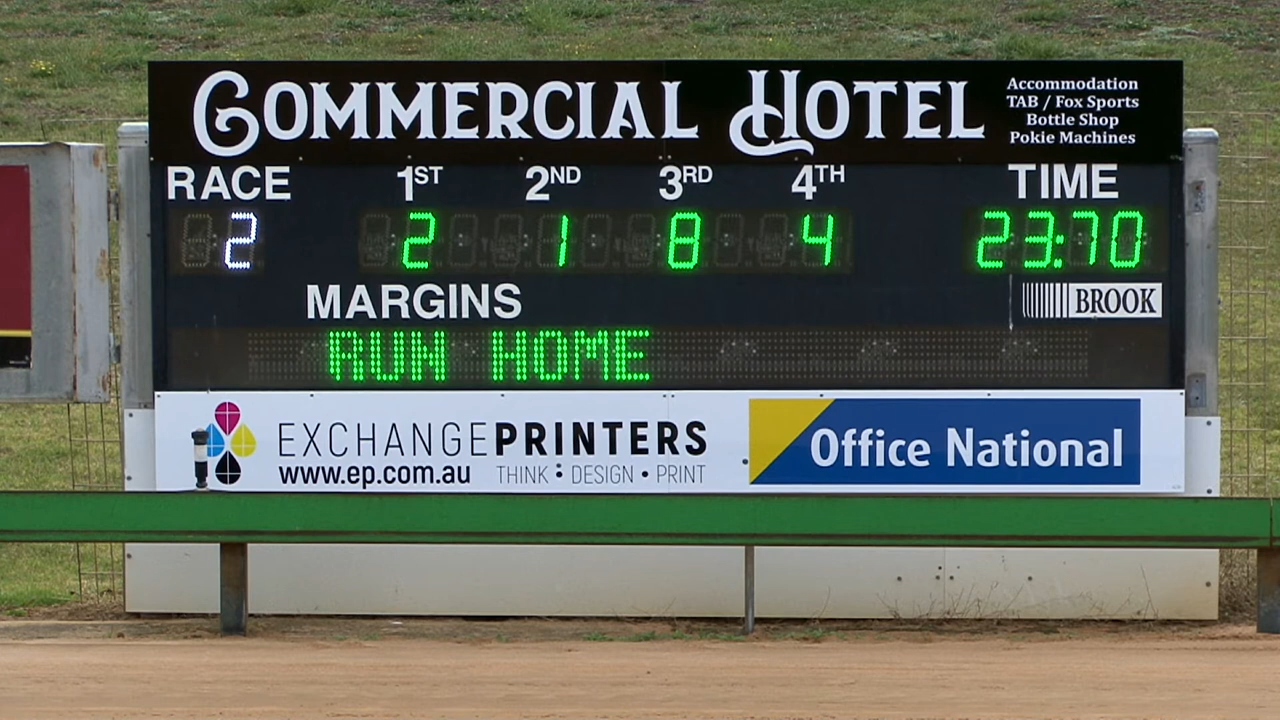 COMMERCIAL HOTEL
Accommodation
TAB / Fox Sports
Bottle Shop
Pokie Machines
RACE 1ST 2ND 3RD 4TH TIME
2 2 1 8 4 23:70
MARGINS
BROOK
RUN HOME
EXCHANGEPRINTERS
www.ep.com.au THINK • DESIGN • PRINT
Office National